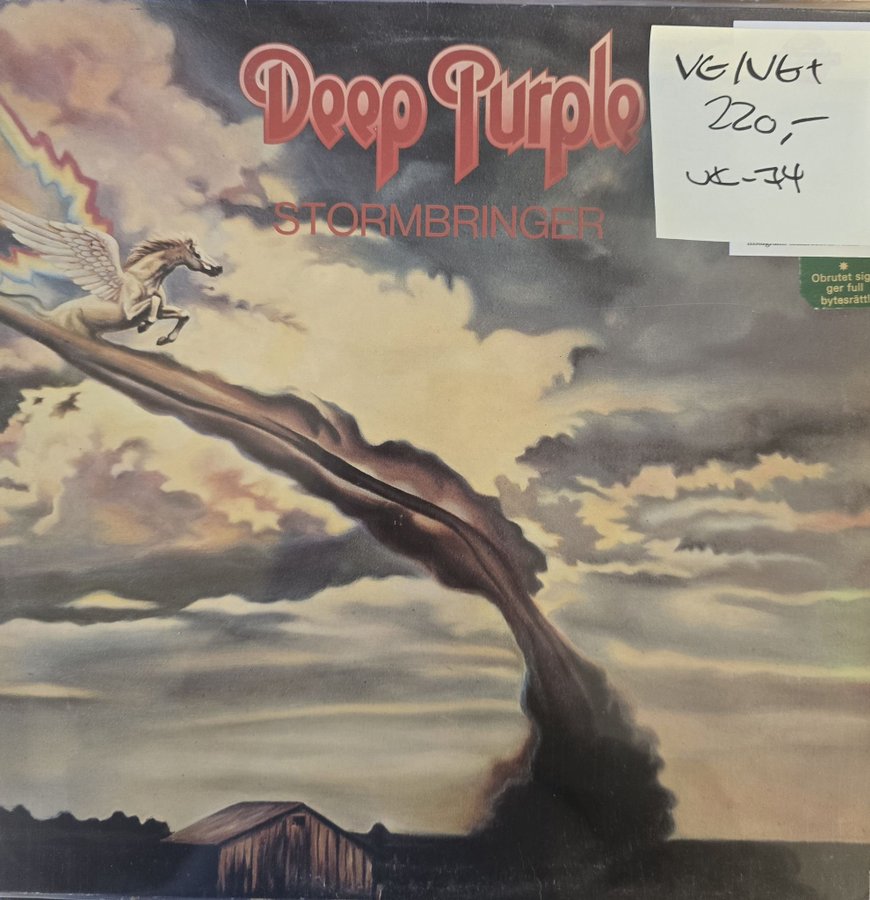 Deep Purple
STORMBRINGER
VG/VG+
220,-
UK-74
Obrutet sig
ger full
bytesrätt!